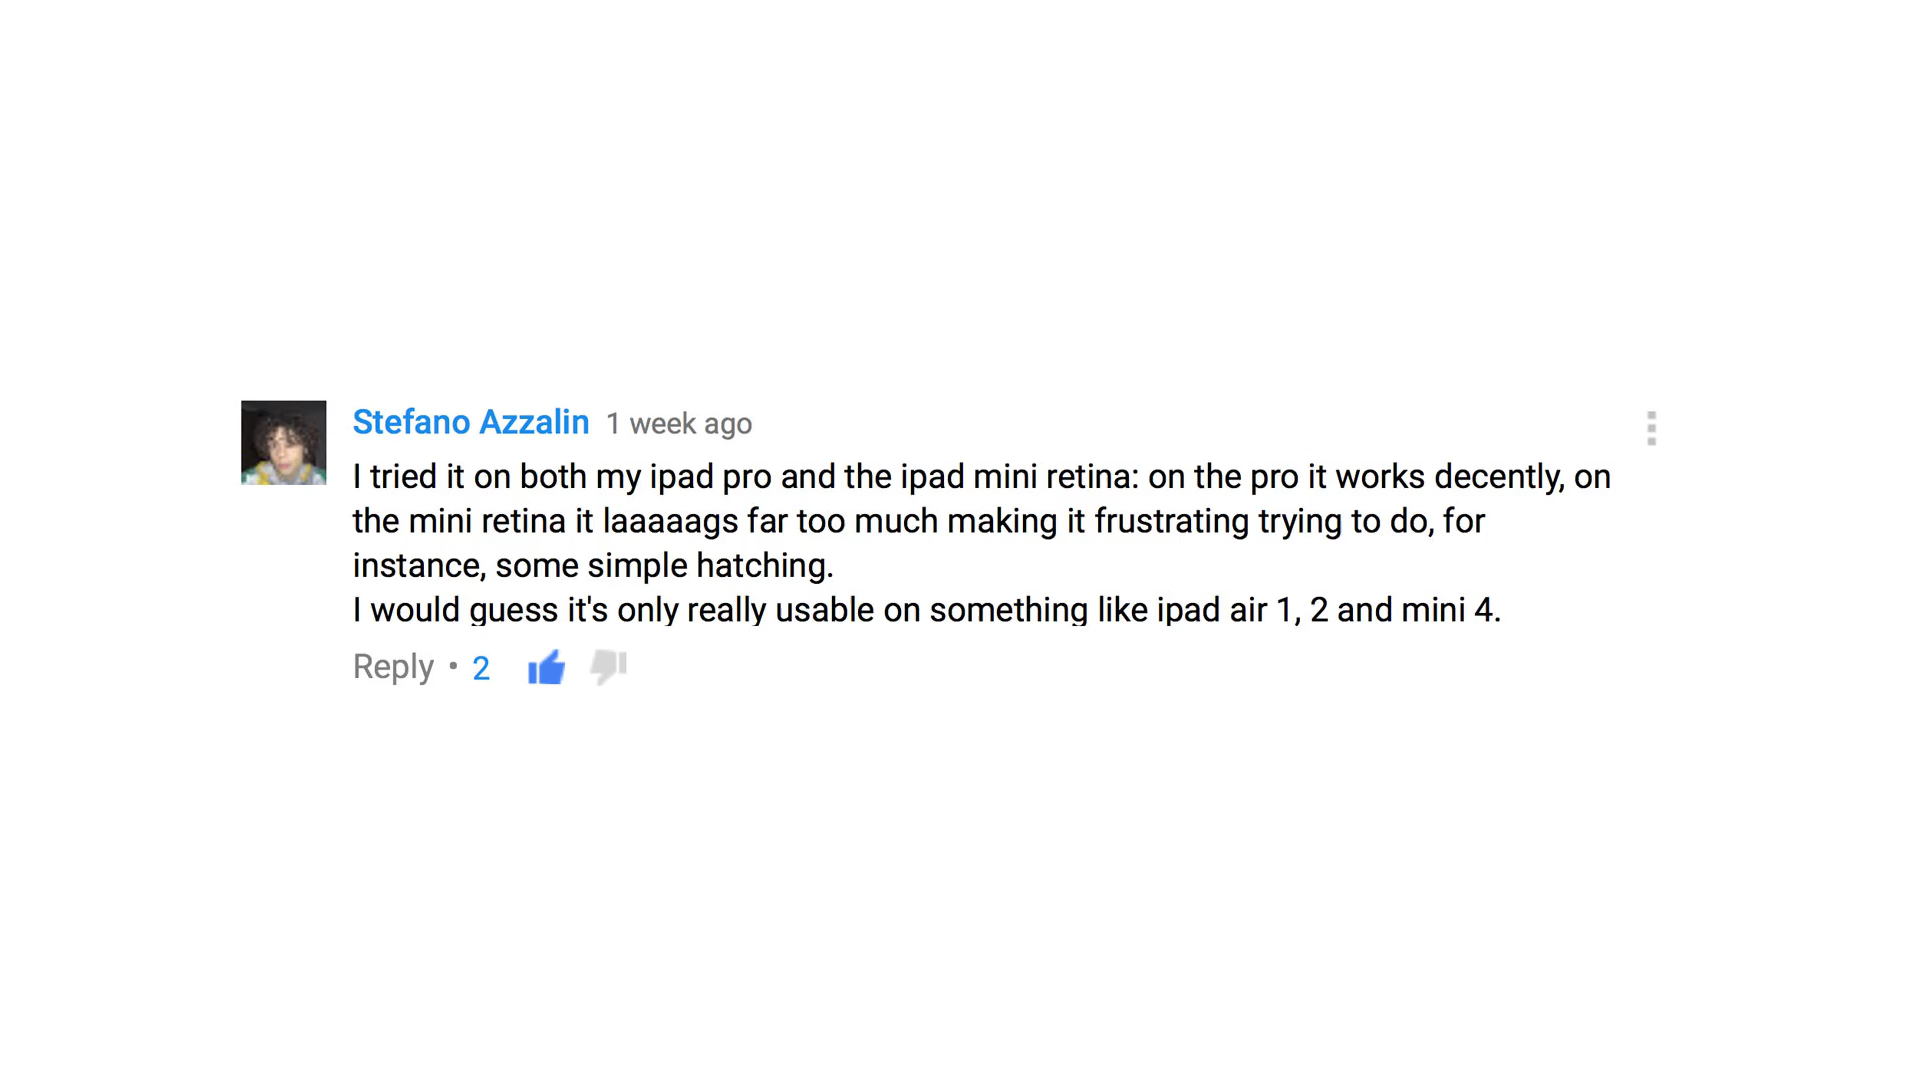 Stefano Azzalin 1 week ago
I tried it on both my ipad pro and the ipad mini retina: on the pro it works decently, on
the mini retina it laaaaags far too much making it frustrating trying to do, for
instance, some simple hatching.
I would guess it's only really usable on something like ipad air 1, 2 and mini 4.
Reply • 2